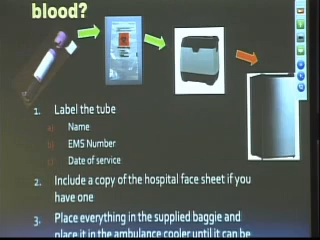 blood?
1. Label the tube
a) Name
b) EMS Number
c) Date of service
2. Include a copy of the hospital face sheet if you
have one
3. Place everything in the supplied baggie and
place it in the ambulance cooler until it can be